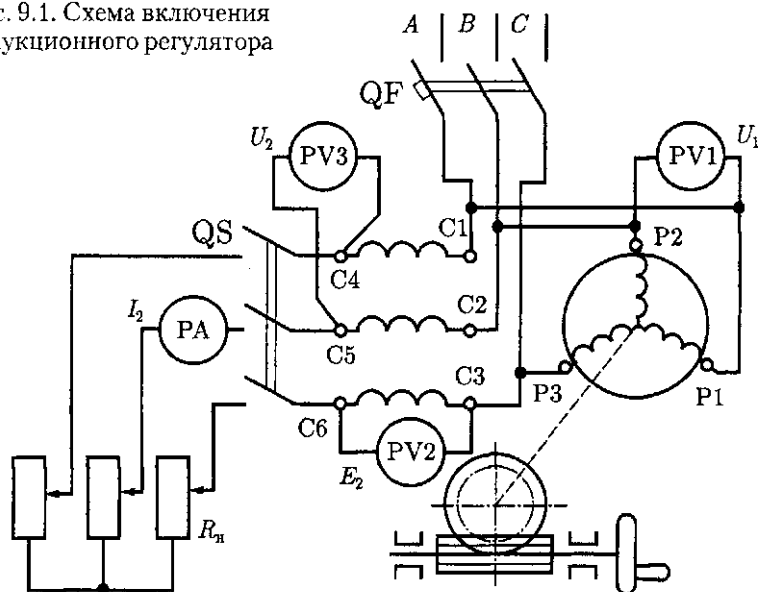 с. 9.1. Схема включения
укционного регулятора
A B C
QF
U₂
PV3
PV1
U₁
QS
C1
P2
C4
I₂
PA
C2
C5
C3
P3
P1
C6
PV2
E₂
Rн